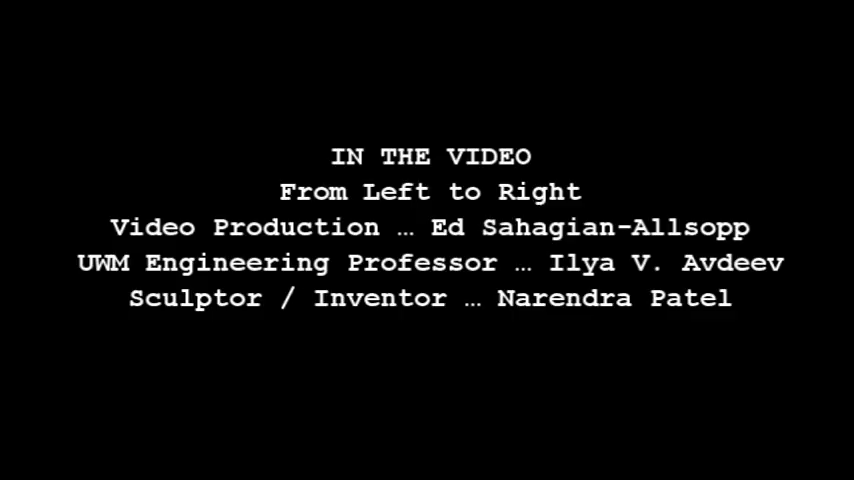 IN THE VIDEO
From Left to Right
Video Production … Ed Sahagian-Allsopp
UWM Engineering Professor … Ilya V. Avdeev
Sculptor / Inventor … Narendra Patel